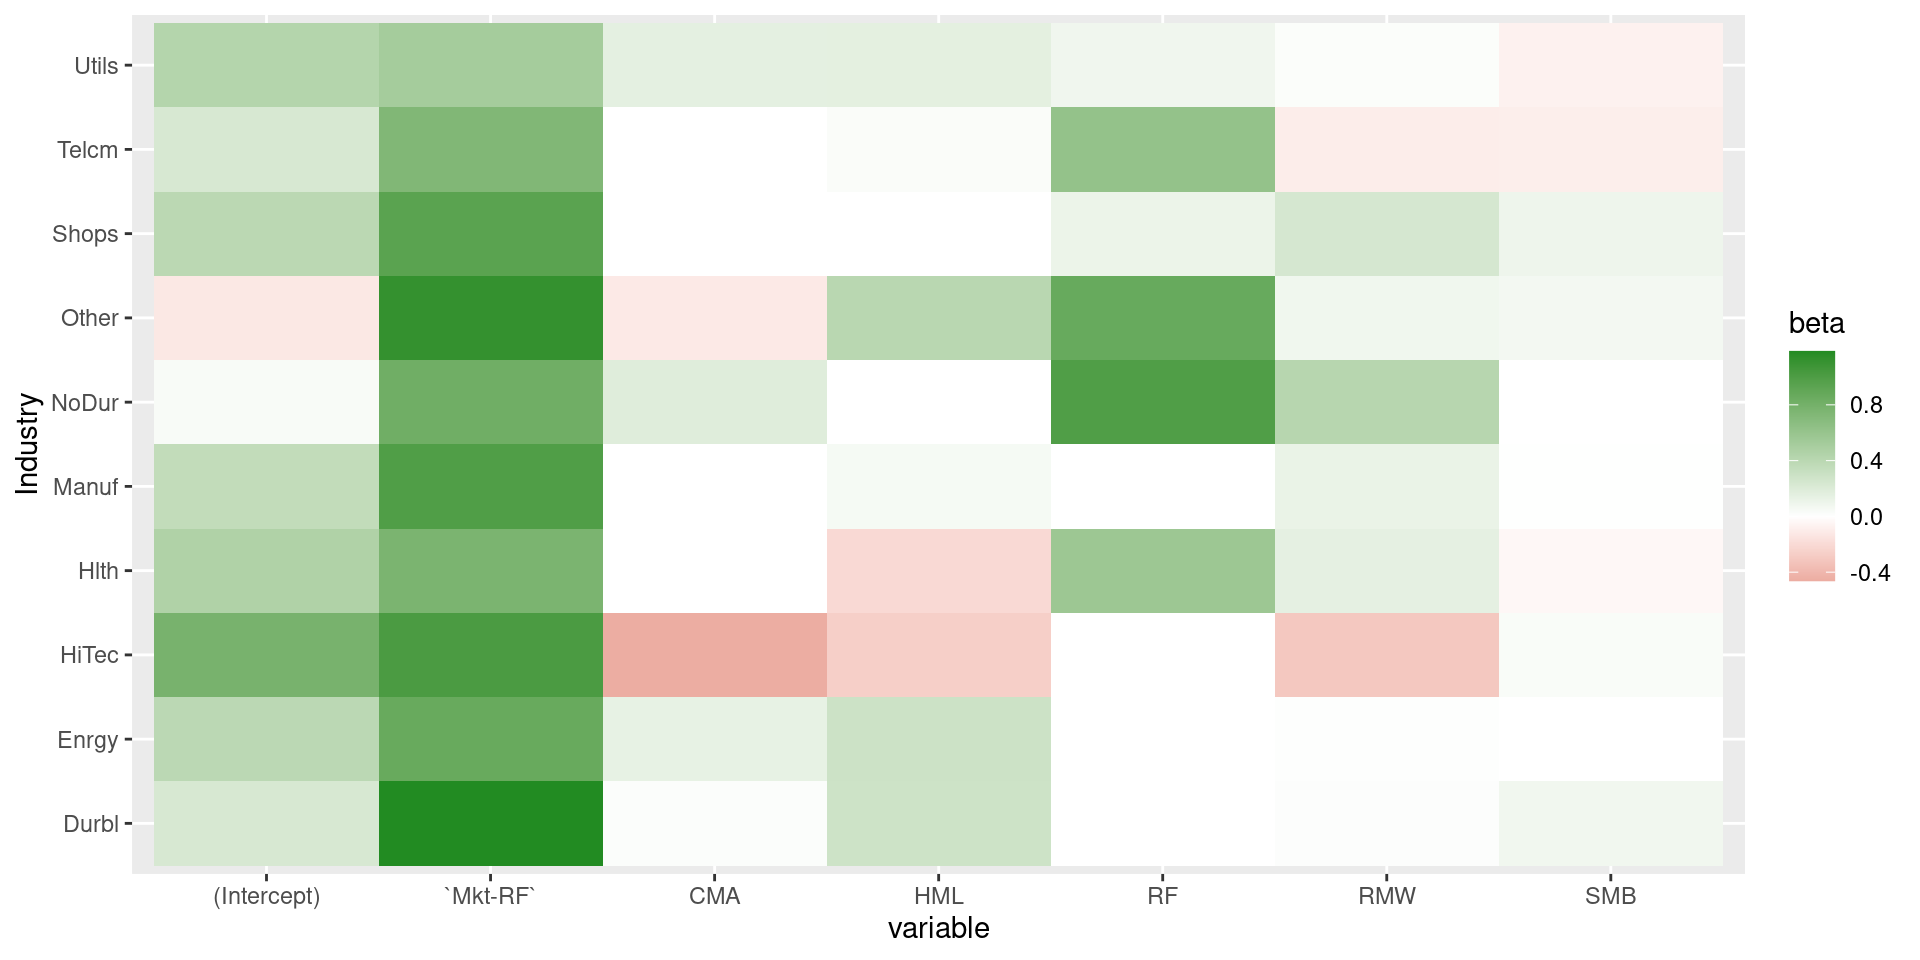 Industry
Utils
Telcm
Shops
Other
NoDur
Manuf
Hlth
HiTec
Enrgy
Durbl
(Intercept) `Mkt-RF` CMA HML RF RMW SMB
variable
beta
0.8
0.4
0.0
-0.4